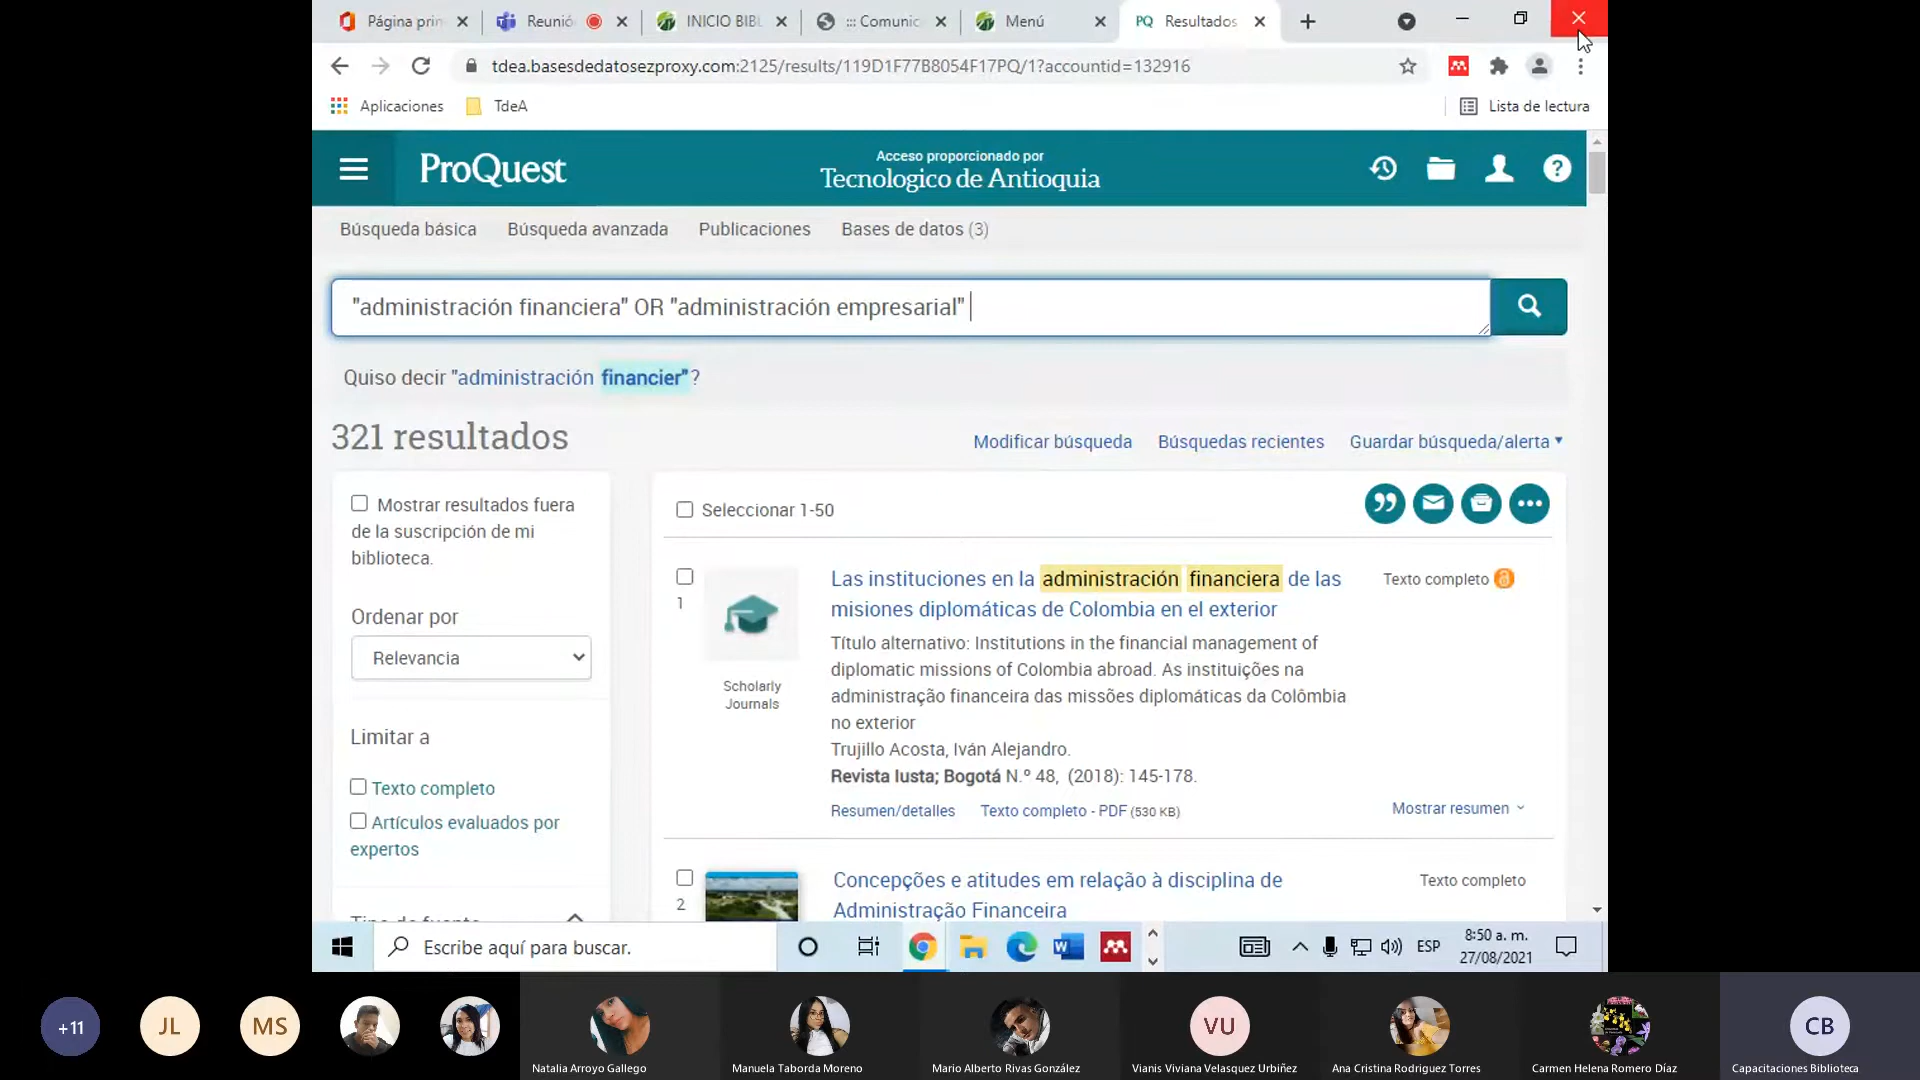 Página prin
Reunió
INICIO BIBL
::: Comunic
Menú
PQ Resultados
tdea.basesdedatosezproxy.com:2125/results/119D1F77B8054F17PQ/1?accountid=132916
Aplicaciones
TdeA
Lista de lectura
ProQuest
Acceso proporcionado por
Tecnologico de Antioquia
Búsqueda básica
Búsqueda avanzada
Publicaciones
Bases de datos (3)
"administración financiera" OR "administración empresarial"
Quiso decir "administración financier"?
321 resultados
Modificar búsqueda
Búsquedas recientes
Guardar búsqueda/alerta
Mostrar resultados fuera
de la suscripción de mi
biblioteca.
Ordenar por
Relevancia
Limitar a
Texto completo
Artículos evaluados por
expertos
Tipo de fuente
Seleccionar 1-50
1
Scholarly
Journals
Las instituciones en la administración financiera de las
misiones diplomáticas de Colombia en el exterior
Texto completo
Título alternativo: Institutions in the financial management of
diplomatic missions of Colombia abroad. As instituições na
administração financeira das missões diplomáticas da Colômbia
no exterior
Trujillo Acosta, Iván Alejandro.
Revista Iusta; Bogotá N.º 48, (2018): 145-178.
Resumen/detalles
Texto completo - PDF (530 KB)
Mostrar resumen
2
Concepções e atitudes em relação à disciplina de
Administração Financeira
Texto completo
Escribe aquí para buscar.
ESP
8:50 a. m.
27/08/2021
+11
JL
MS
VU
CB
Natalia Arroyo Gallego
Manuela Taborda Moreno
Mario Alberto Rivas González
Vianis Viviana Velasquez Urbiñez
Ana Cristina Rodriguez Torres
Carmen Helena Romero Díaz
Capacitaciones Biblioteca